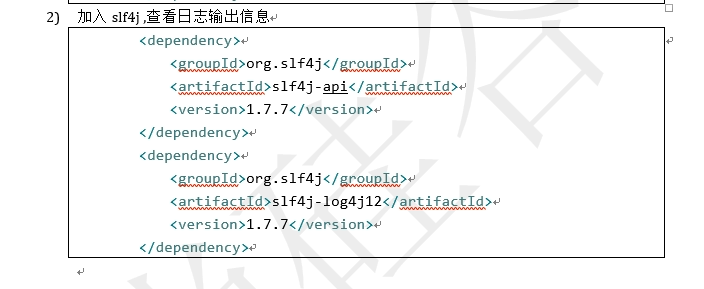 2) 加入 slf4j ,查看日志输出信息
<dependency>
<groupId>org.slf4j</groupId>
<artifactId>slf4j-api</artifactId>
<version>1.7.7</version>
</dependency>
<dependency>
<groupId>org.slf4j</groupId>
<artifactId>slf4j-log4j12</artifactId>
<version>1.7.7</version>
</dependency>